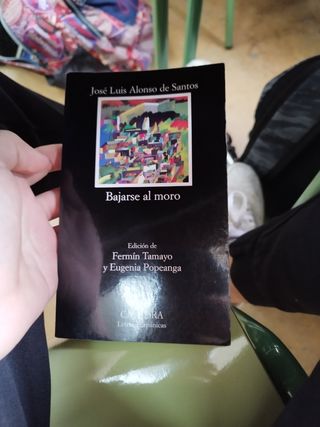 José Luis Alonso de Santos
Bajarse al moro
Edición de
Fermín Tamayo
y Eugenia Popeanga
CÁTEDRA
Letras Hispánicas